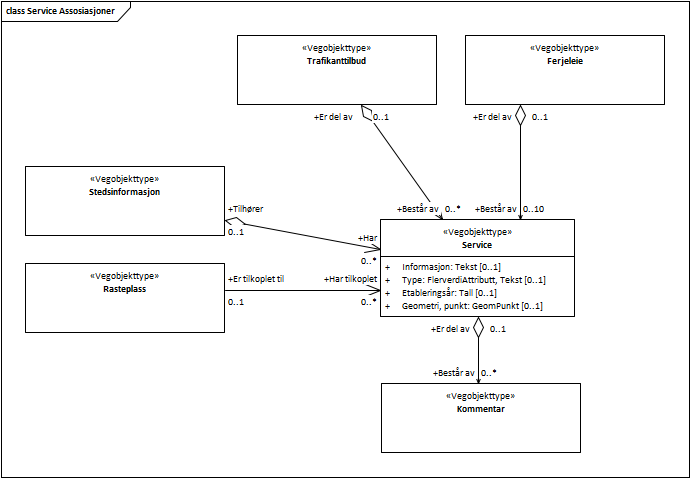 class Service Assosiasjoner
«Vegobjekttype»
Trafikanttilbud
«Vegobjekttype»
Ferjeleie
+Er del av 0..1
+Er del av 0..1
«Vegobjekttype»
Stedsinformasjon
+Tilhører
0..1
+Består av 0..*
+Består av 0..10
+Har
0..*
«Vegobjekttype»
Service
+ Informasjon: Tekst [0..1]
+ Type: FlerverdiAttributt, Tekst [0..1]
+ Etableringsår: Tall [0..1]
+ Geometri, punkt: GeomPunkt [0..1]
«Vegobjekttype»
Rasteplass
+Er tilkoplet til
0..1
+Har tilkoplet
0..*
+Er del av 0..1
+Består av 0..*
«Vegobjekttype»
Kommentar